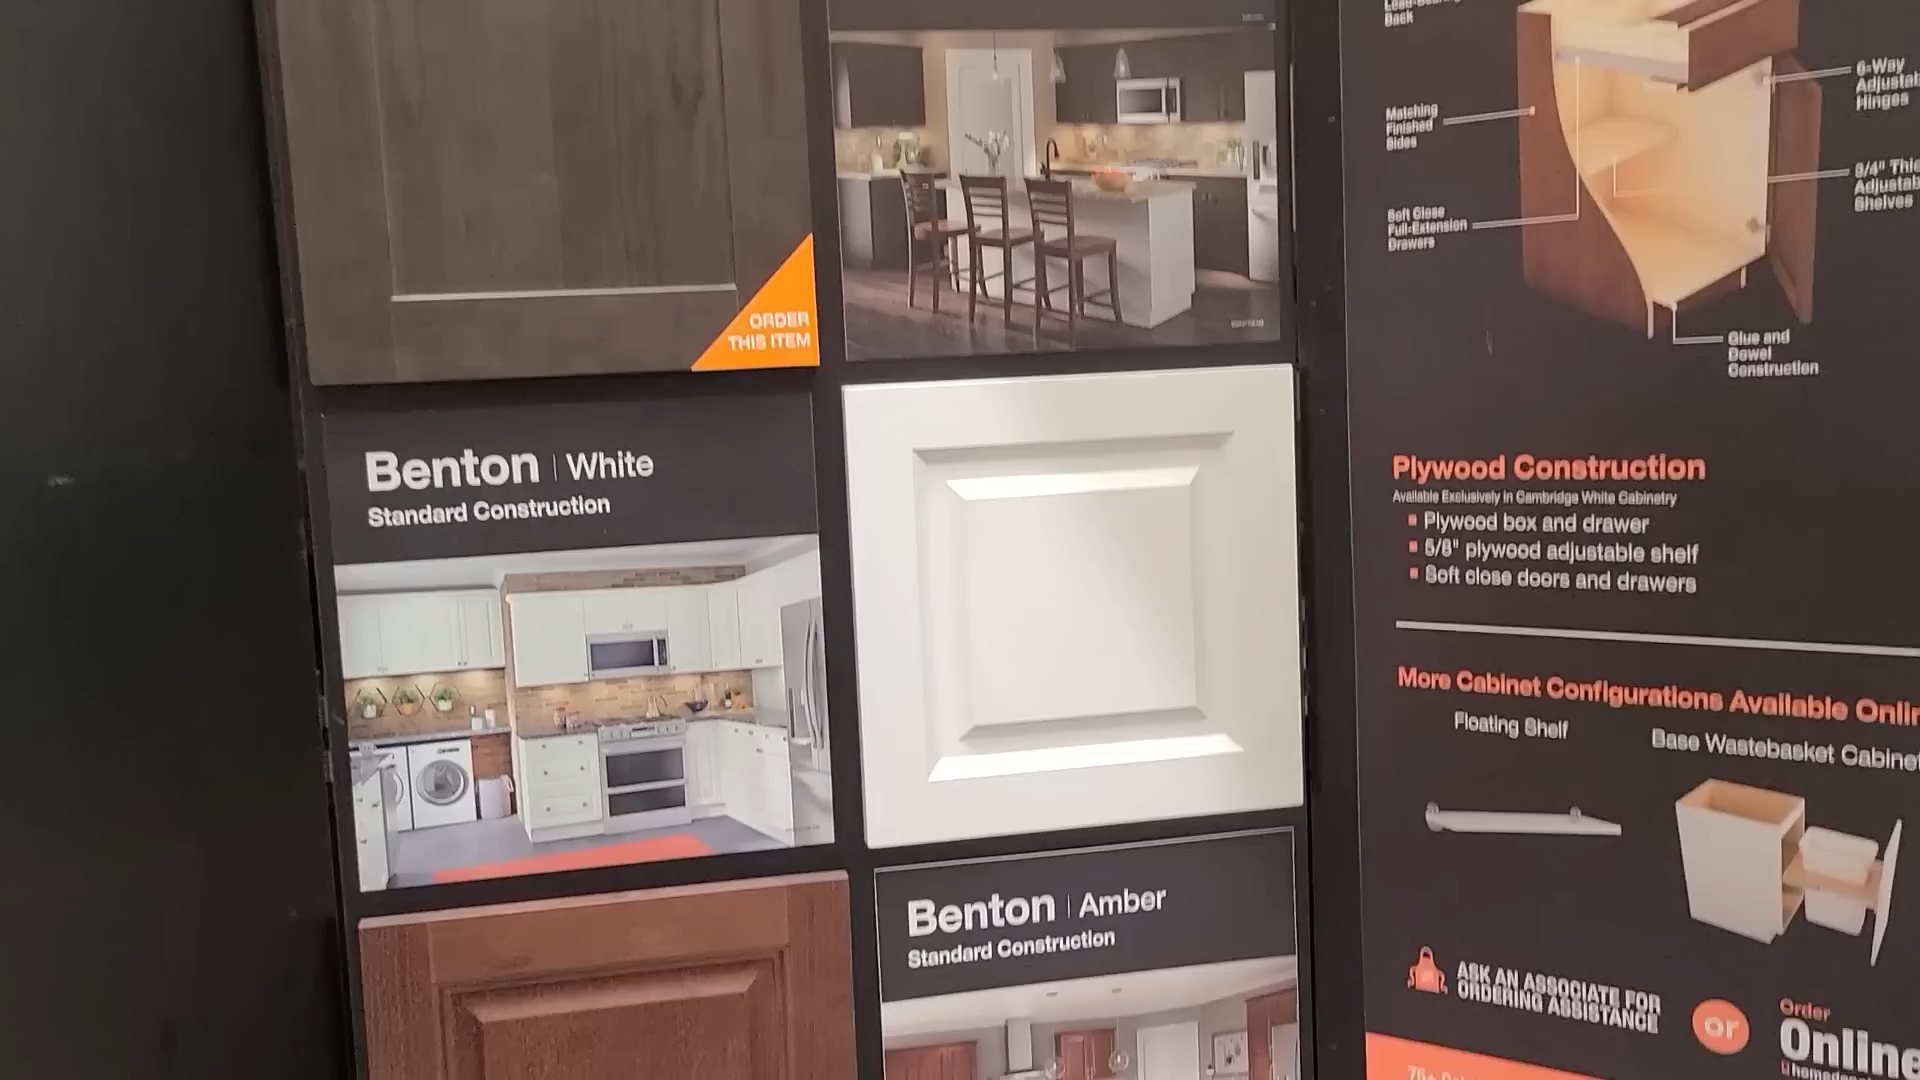 ORDER
THIS ITEM
Benton | White
Standard Construction
Benton | Amber
Standard Construction
Back
Matching
Finished
Sides
Soft Close
Full-Extension
Drawers
6-Way
Hinges
3/4"
Shelves
Glue and
Dowel
Construction
Plywood Construction
Available Exclusively in Cambridge White Cabinetry
Plywood box and drawer
5/8" plywood adjustable shelf
Soft close doors and drawers
More Cabinet Configurations Available
Floating Shelf
Base Wastebasket
ASK AN ASSOCIATE FOR
ORDERING ASSISTANCE
or
Order
Online